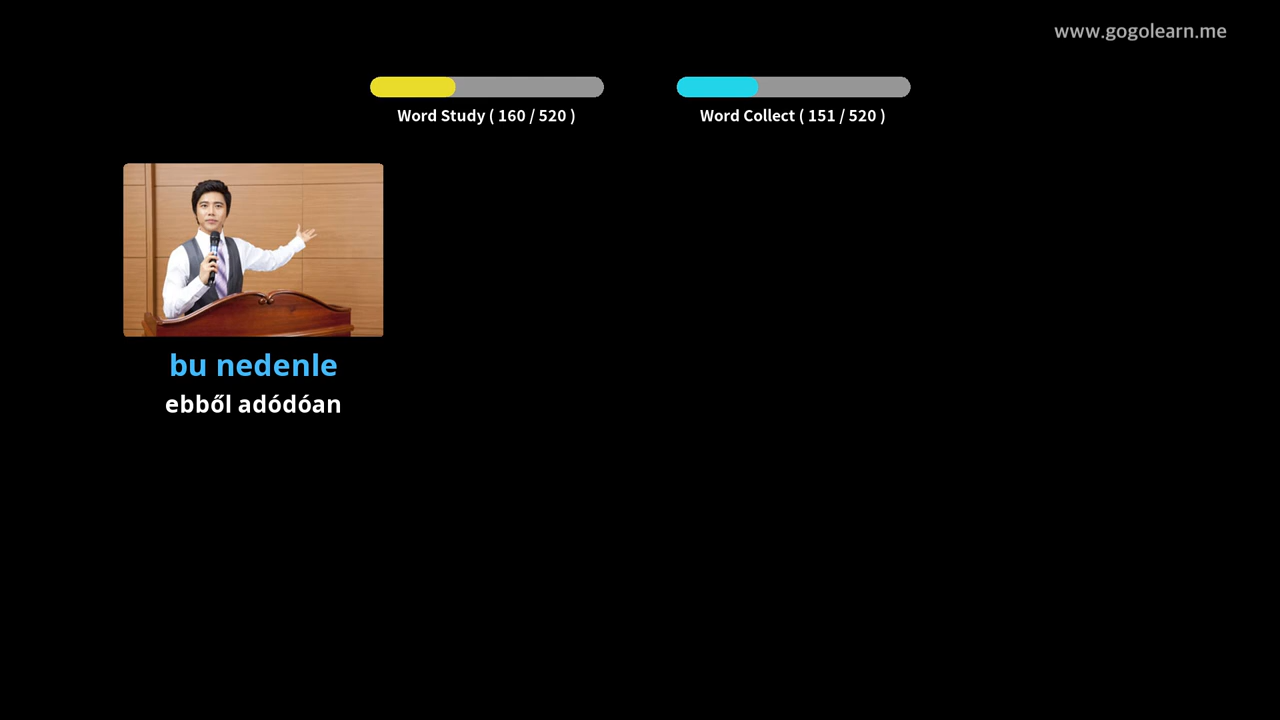 www.gogolearn.me
Word Study ( 160 / 520 )
Word Collect ( 151 / 520 )
bu nedenle
ebből adódóan